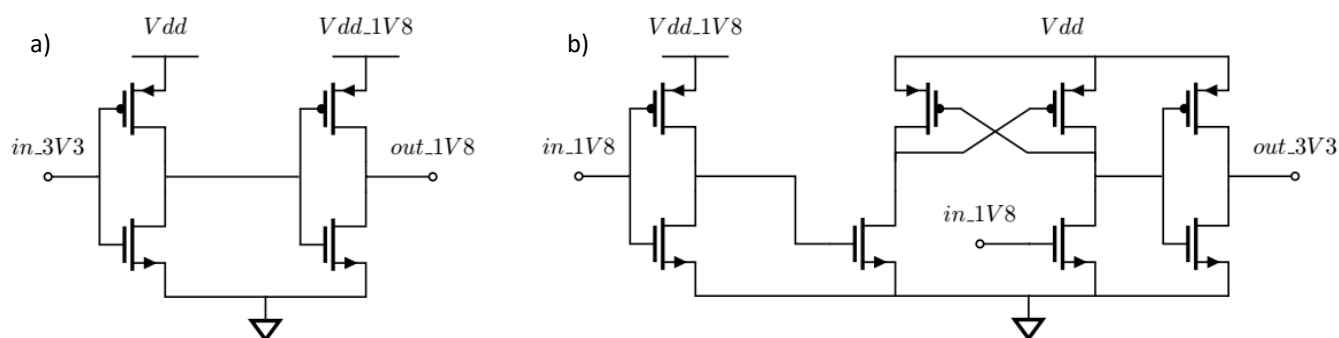 a)
Vdd
Vdd_1V8
in_3V3
out_1V8
b)
Vdd_1V8
Vdd
in_1V8
in_1V8
out_3V3